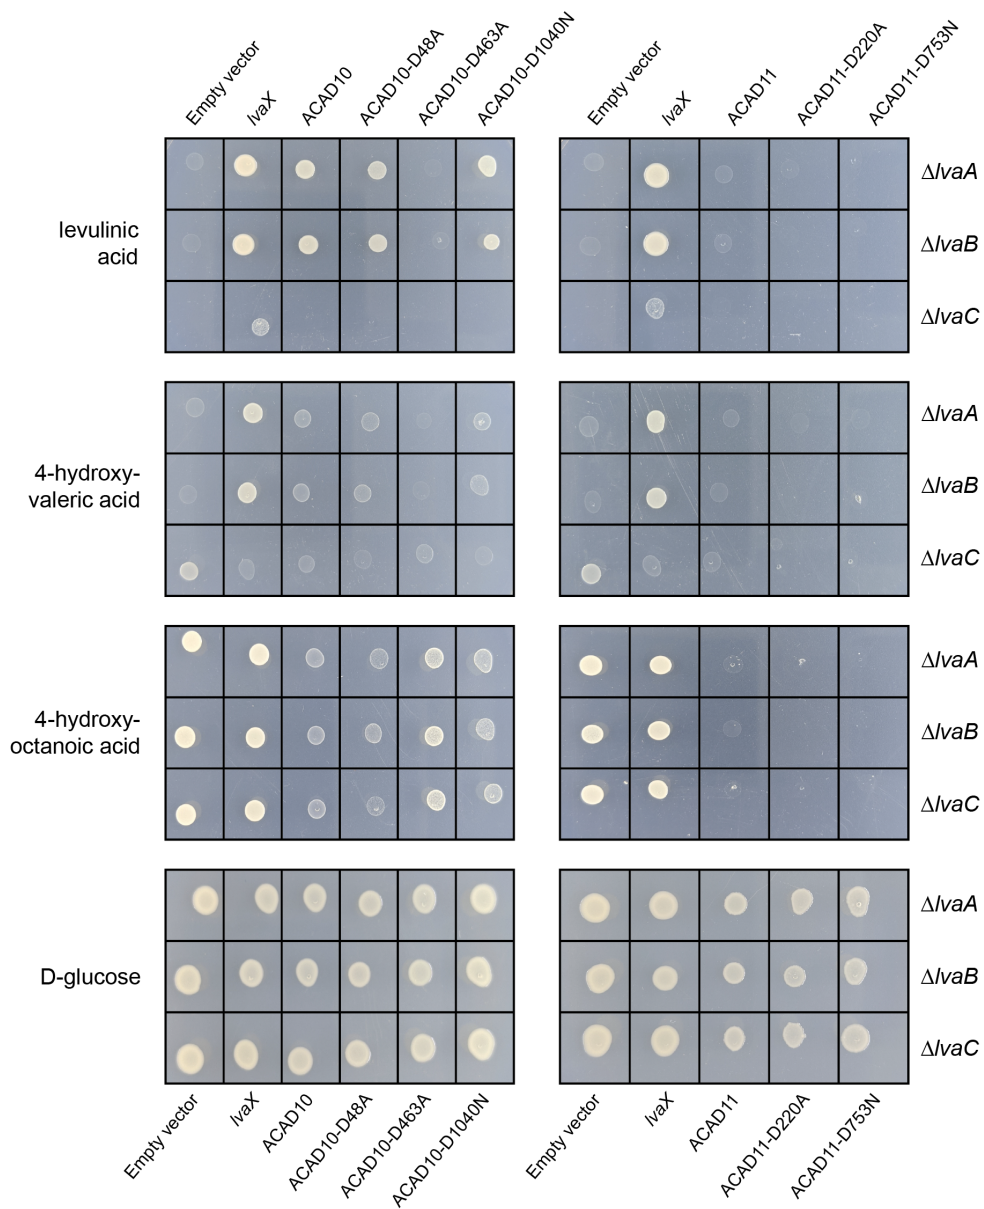 Empty vector
lvaX
ACAD10
ACAD10-D48A
ACAD10-D463A
ACAD10-D1040N
Empty vector
lvaX
ACAD11
ACAD11-D220A
ACAD11-D753N
levulinic
acid
ΔlvaA
ΔlvaB
ΔlvaC
4-hydroxy-
valeric acid
ΔlvaA
ΔlvaB
ΔlvaC
4-hydroxy-
octanoic acid
ΔlvaA
ΔlvaB
ΔlvaC
D-glucose
ΔlvaA
ΔlvaB
ΔlvaC
Empty vector
lvaX
ACAD10
ACAD10-D48A
ACAD10-D463A
ACAD10-D1040N
Empty vector
lvaX
ACAD11
ACAD11-D220A
ACAD11-D753N